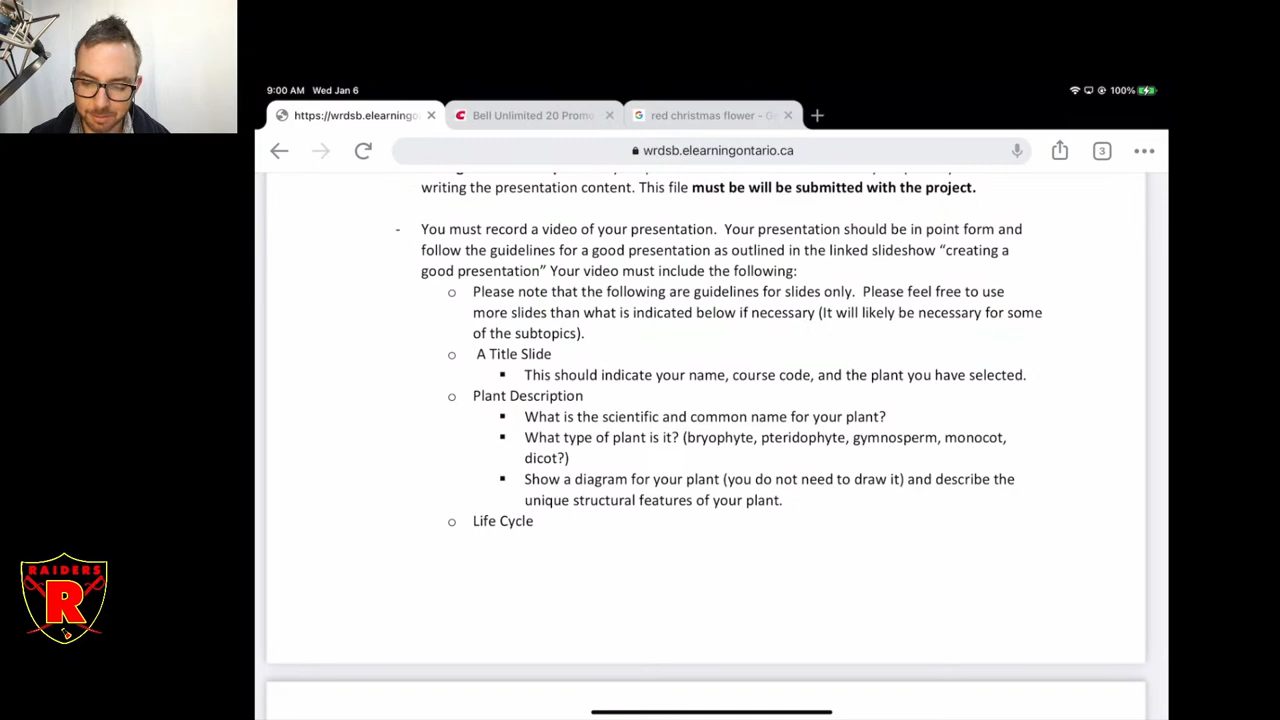 9:00 AM Wed Jan 6 100%
https://wrdsb.elearningo
Bell Unlimited 20 Promo
red christmas flower - G
wrdsb.elearningontario.ca
3
writing the presentation content. This file must be will be submitted with the project.
- You must record a video of your presentation. Your presentation should be in point form and
follow the guidelines for a good presentation as outlined in the linked slideshow “creating a
good presentation” Your video must include the following:
o Please note that the following are guidelines for slides only. Please feel free to use
more slides than what is indicated below if necessary (It will likely be necessary for some
of the subtopics).
o A Title Slide
▪ This should indicate your name, course code, and the plant you have selected.
o Plant Description
▪ What is the scientific and common name for your plant?
▪ What type of plant is it? (bryophyte, pteridophyte, gymnosperm, monocot,
dicot?)
▪ Show a diagram for your plant (you do not need to draw it) and describe the
unique structural features of your plant.
o Life Cycle
RAIDERS
R